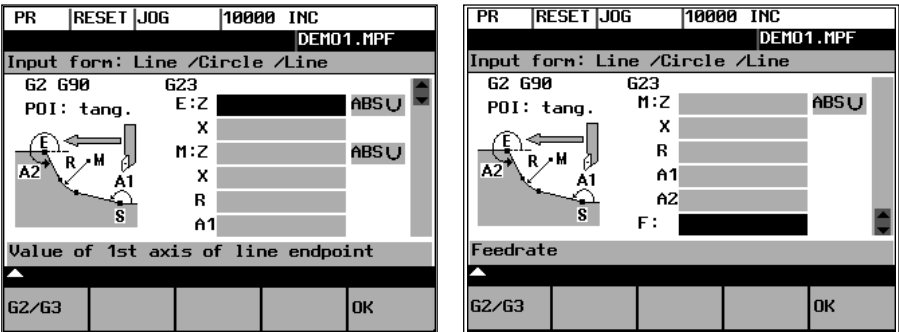 PR RESET JOG 10000 INC
DEMO1.MPF
Input form: Line /Circle /Line
G2 G90 G23
POI: tang. E:Z ABS U
X
M:Z ABS U
X
R
A1
E
R M
A2 A1
S
Value of 1st axis of line endpoint
G2/G3 OK
PR RESET JOG 10000 INC
DEMO1.MPF
Input form: Line /Circle /Line
G2 G90 G23
POI: tang. M:Z ABS U
X
R
A1
A2
F:
E
R M
A2 A1
S
Feedrate
G2/G3 OK